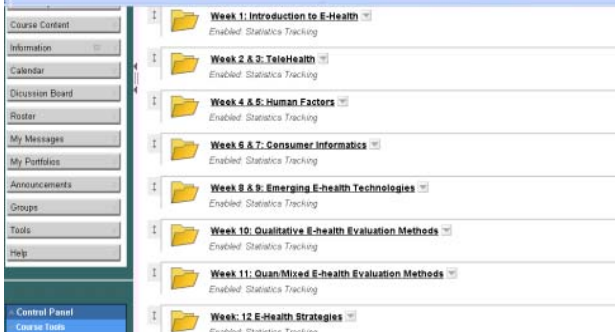 Course Content
Information
Calendar
Dicussion Board
Roster
My Messages
My Portfolios
Announcements
Groups
Tools
Help
Control Panel
Course Tools
Week 1: Introduction to E-Health
Enabled: Statistics Tracking
Week 2 & 3: TeleHealth
Enabled: Statistics Tracking
Week 4 & 5: Human Factors
Enabled: Statistics Tracking
Week 6 & 7: Consumer Informatics
Enabled: Statistics Tracking
Week 8 & 9: Emerging E-health Technologies
Enabled: Statistics Tracking
Week 10: Qualitative E-health Evaluation Methods
Enabled: Statistics Tracking
Week 11: Quan/Mixed E-health Evaluation Methods
Enabled: Statistics Tracking
Week: 12 E-Health Strategies
Enabled: Statistics Tracking